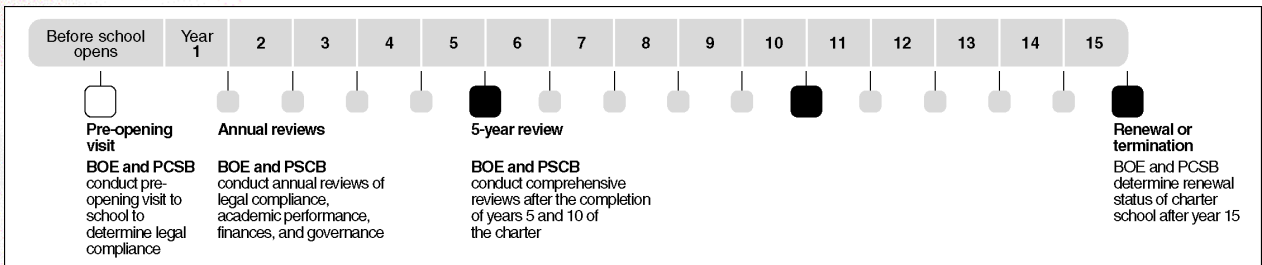 Before school opens
Year 1
2
3
4
5
6
7
8
9
10
11
12
13
14
15
Pre-opening
visit
BOE and PCSB
conduct pre-
opening visit to
school to
determine legal
compliance
Annual reviews
BOE and PSCB
conduct annual reviews of
legal compliance,
academic performance,
finances, and governance
5-year review
BOE and PSCB
conduct comprehensive
reviews after the completion
of years 5 and 10 of
the charter
Renewal or
termination
BOE and PCSB
determine renewal
status of charter
school after year 15